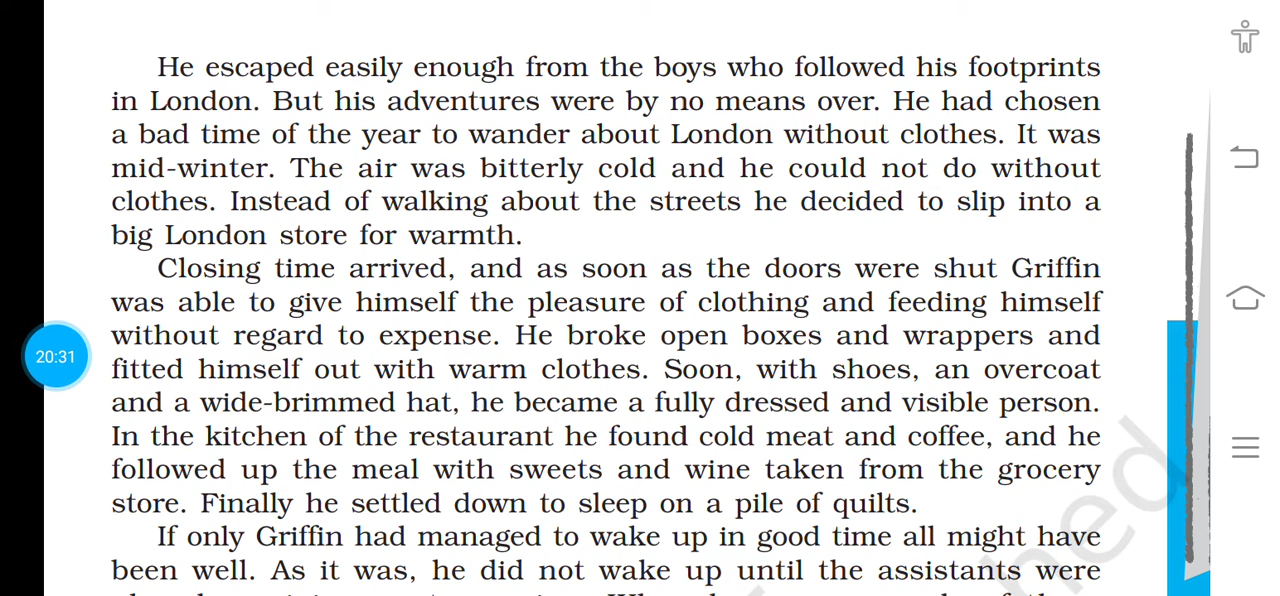 He escaped easily enough from the boys who followed his footprints
in London. But his adventures were by no means over. He had chosen
a bad time of the year to wander about London without clothes. It was
mid-winter. The air was bitterly cold and he could not do without
clothes. Instead of walking about the streets he decided to slip into a
big London store for warmth.
Closing time arrived, and as soon as the doors were shut Griffin
was able to give himself the pleasure of clothing and feeding himself
without regard to expense. He broke open boxes and wrappers and
20:31
fitted himself out with warm clothes. Soon, with shoes, an overcoat
and a wide-brimmed hat, he became a fully dressed and visible person.
In the kitchen of the restaurant he found cold meat and coffee, and he
followed up the meal with sweets and wine taken from the grocery
store. Finally he settled down to sleep on a pile of quilts.
If only Griffin had managed to wake up in good time all might have
been well. As it was, he did not wake up until the assistants were